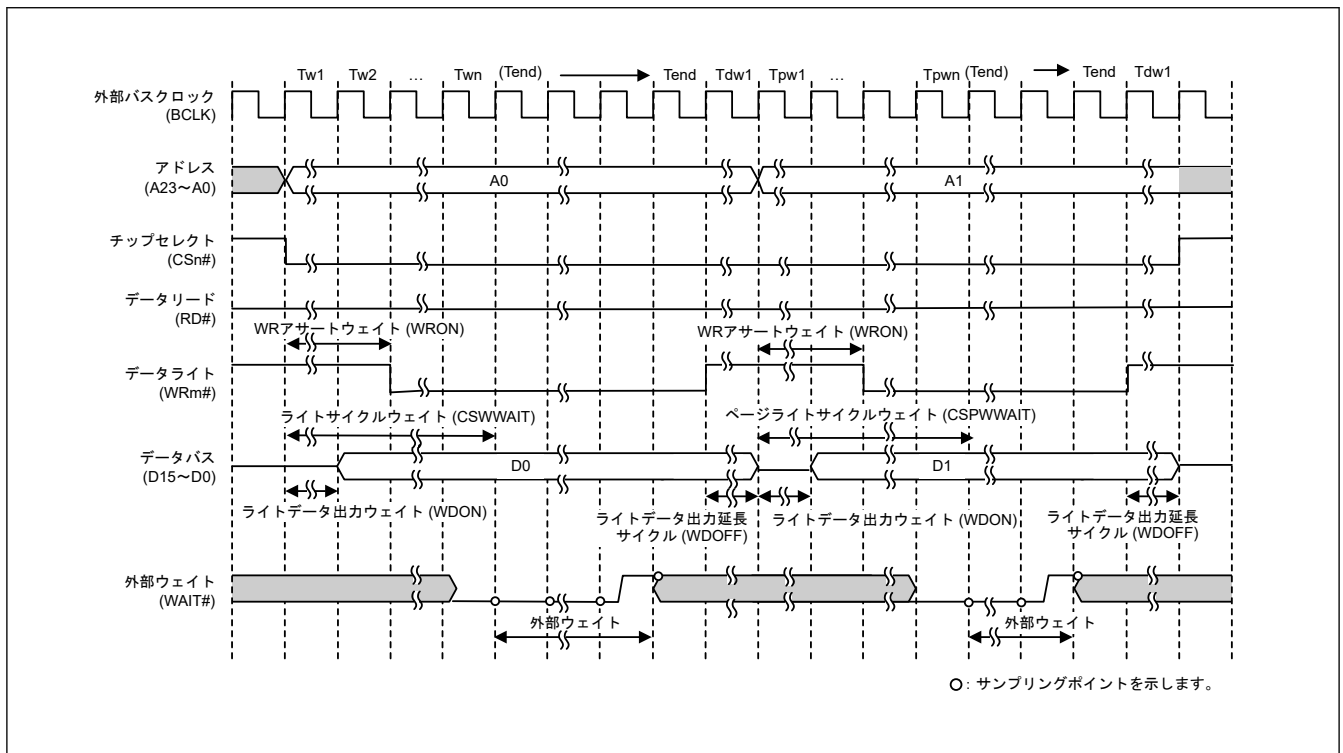 Tw1 Tw2 … Twn (Tend) Tend Tdw1 Tpw1 … Tpwn (Tend) Tend Tdw1
外部バスクロック
(BCLK)
アドレス
(A23～A0)
A0 A1
チップセレクト
(CSn#)
データリード
(RD#)
WRアサートウェイト (WRON) WRアサートウェイト (WRON)
データライト
(WRm#)
ライトサイクルウェイト (CSWWAIT) ページライトサイクルウェイト (CSPWWAIT)
データバス
(D15～D0)
D0 D1
ライトデータ出力ウェイト (WDON) ライトデータ出力延長 ライトデータ出力ウェイト (WDON) ライトデータ出力延長
サイクル (WDOFF) サイクル (WDOFF)
外部ウェイト
(WAIT#)
外部ウェイト 外部ウェイト
: サンプリングポイントを示します。